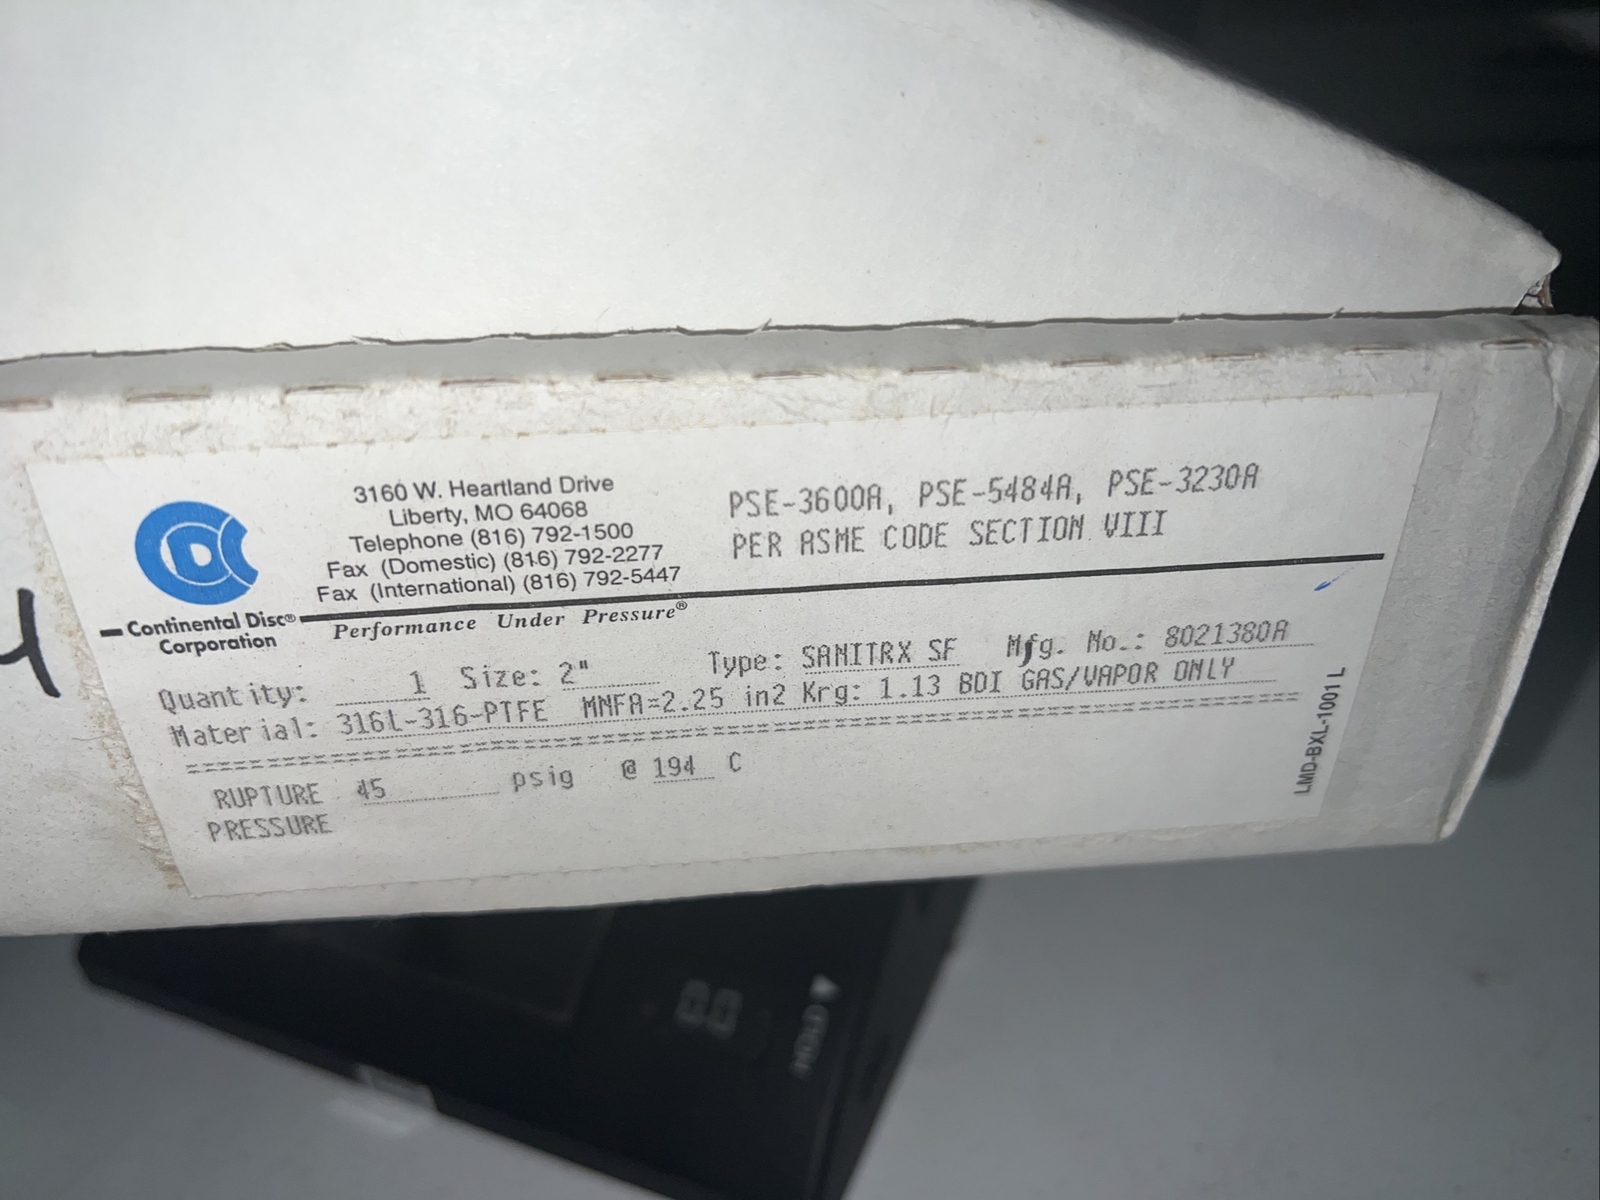 3160 W. Heartland Drive
Liberty, MO 64068
Telephone (816) 792-1500
Fax (Domestic) (816) 792-2277
Fax (International) (816) 792-5447
PSE-3600A, PSE-5484A, PSE-3230A
PER ASME CODE SECTION VIII
CDC
Continental Disc®
Corporation
Performance Under Pressure®
Quantity: 1 Size: 2" Type: SANITRX SF Mfg. No.: 8021380A
Material: 316L-316-PTFE MNFA=2.25 in2 Krg: 1.13 BDI GAS/VAPOR ONLY
RUPTURE 45 psig @ 194 C
PRESSURE
LMD-BXL-1001 L